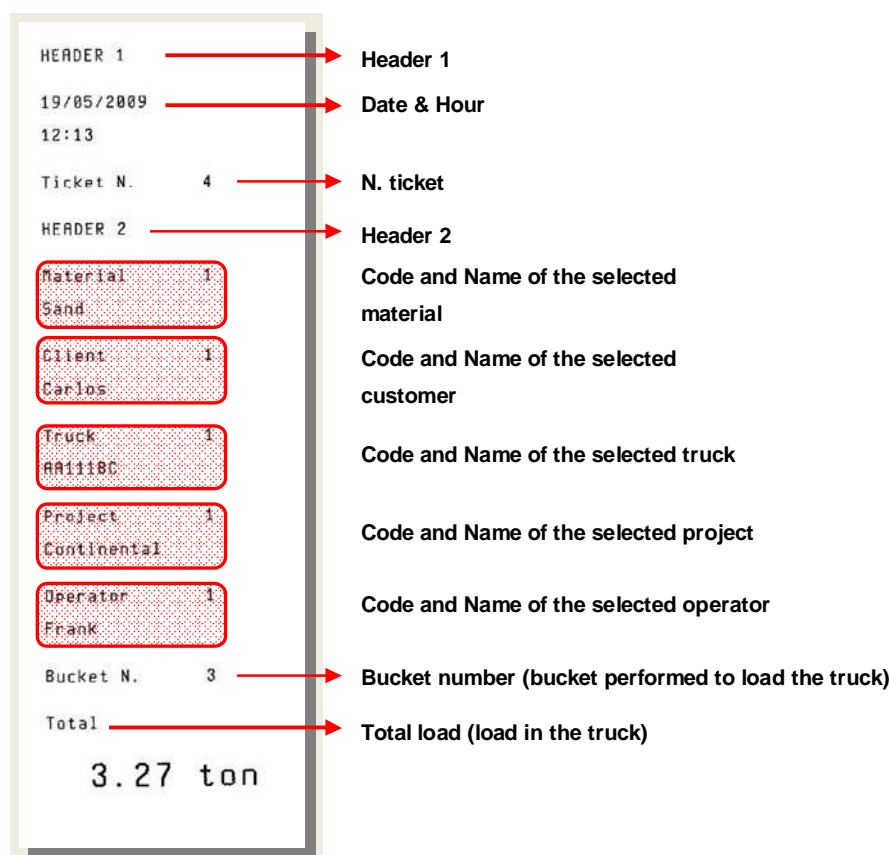 HEADER 1
Header 1
19/05/2009
Date & Hour
12:13
Ticket N. 4
N. ticket
HEADER 2
Header 2
Material 1
Code and Name of the selected
Sand
material
Client 1
Code and Name of the selected
Carlos
customer
Truck 1
Code and Name of the selected truck
AA111BC
Project 1
Code and Name of the selected project
Continental
Operator 1
Code and Name of the selected operator
Frank
Bucket N. 3
Bucket number (bucket performed to load the truck)
Total
Total load (load in the truck)
3.27 ton